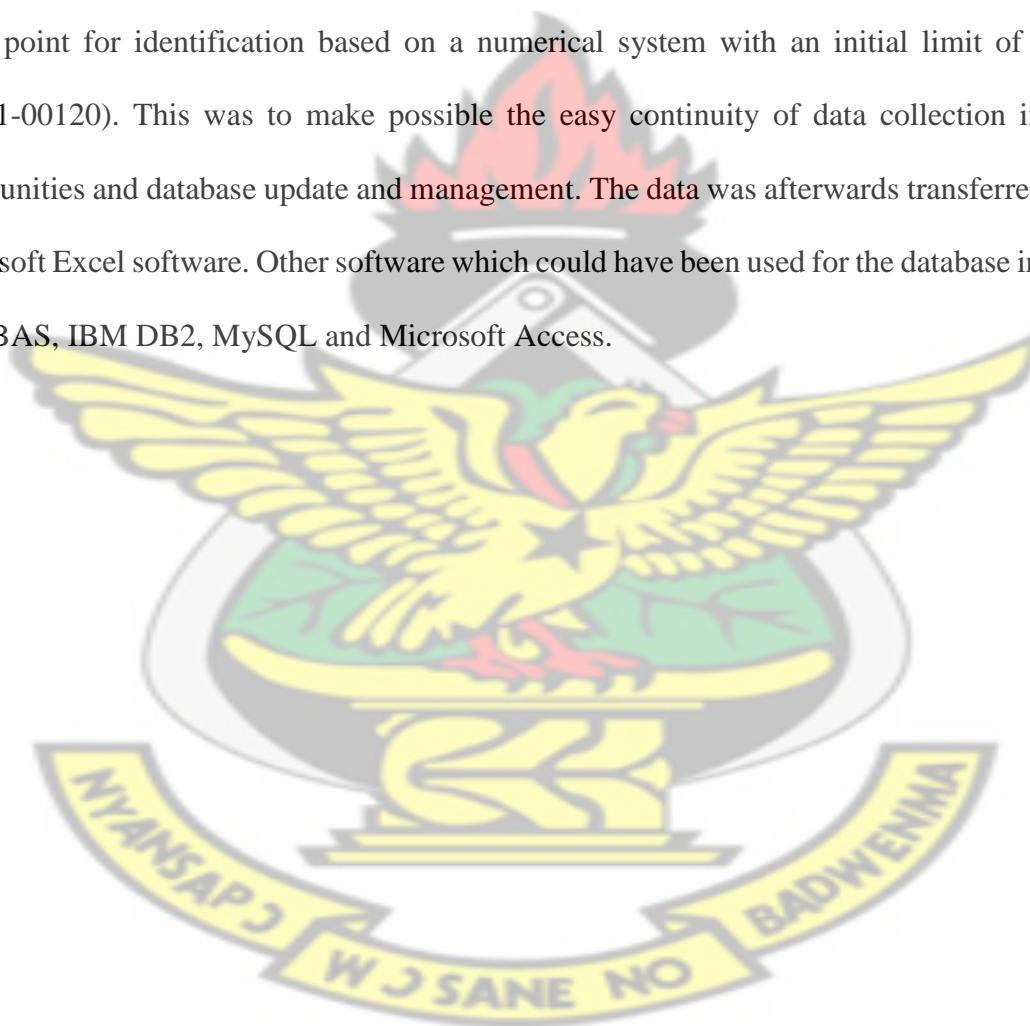 point for identification based on a numerical system with an initial limit of
1-00120). This was to make possible the easy continuity of data collection i
unities and database update and management. The data was afterwards transferre
soft Excel software. Other software which could have been used for the database i
BAS, IBM DB2, MySQL and Microsoft Access.
NYANSAPƆ
WƆ SANE NO
BADWENMA